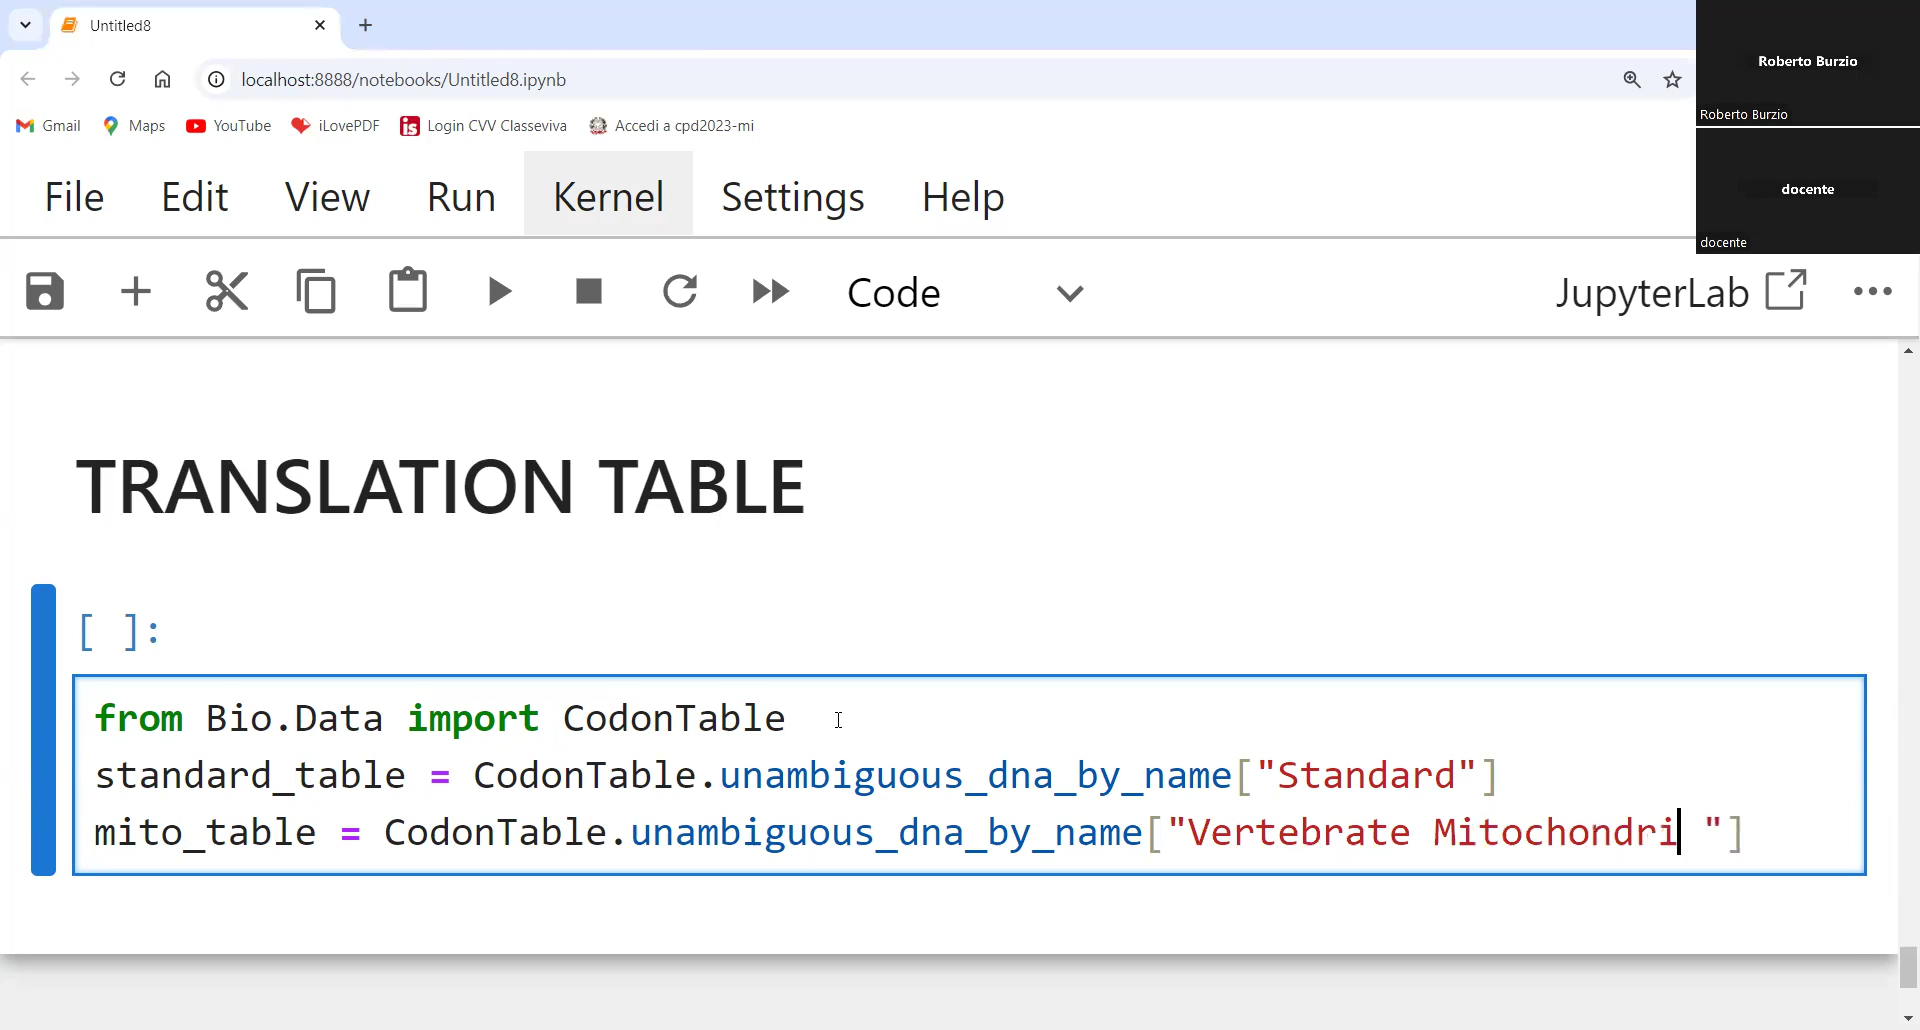 Untitled8
localhost:8888/notebooks/Untitled8.ipynb
Gmail Maps YouTube iLovePDF Login CVV Classeviva Accedi a cpd2023-mi
Roberto Burzio
Roberto Burzio
docente
docente
File Edit View Run Kernel Settings Help
Code JupyterLab
TRANSLATION TABLE
[ ]:
from Bio.Data import CodonTable
standard_table = CodonTable.unambiguous_dna_by_name["Standard"]
mito_table = CodonTable.unambiguous_dna_by_name["Vertebrate Mitochondri "]